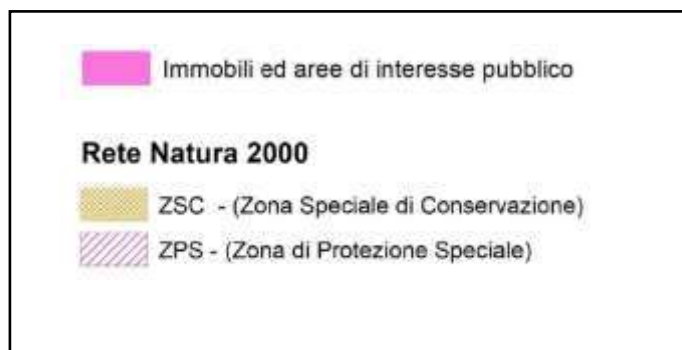 Immobili ed aree di interesse pubblico
Rete Natura 2000
ZSC - (Zona Speciale di Conservazione)
ZPS - (Zona di Protezione Speciale)